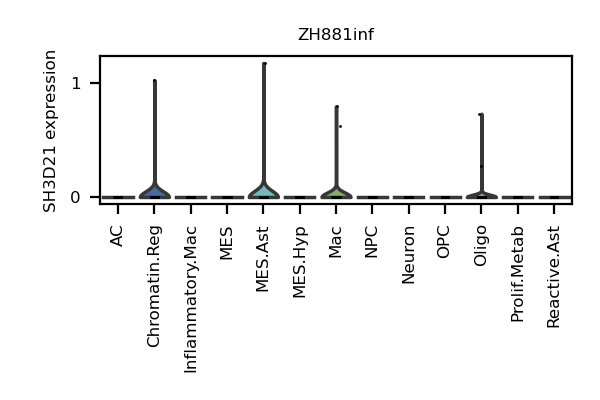 ZH881inf
SH3D21 expression
1
0
AC
Chromatin.Reg
Inflammatory.Mac
MES
MES.Ast
MES.Hyp
Mac
NPC
Neuron
OPC
Oligo
Prolif.Metab
Reactive.Ast